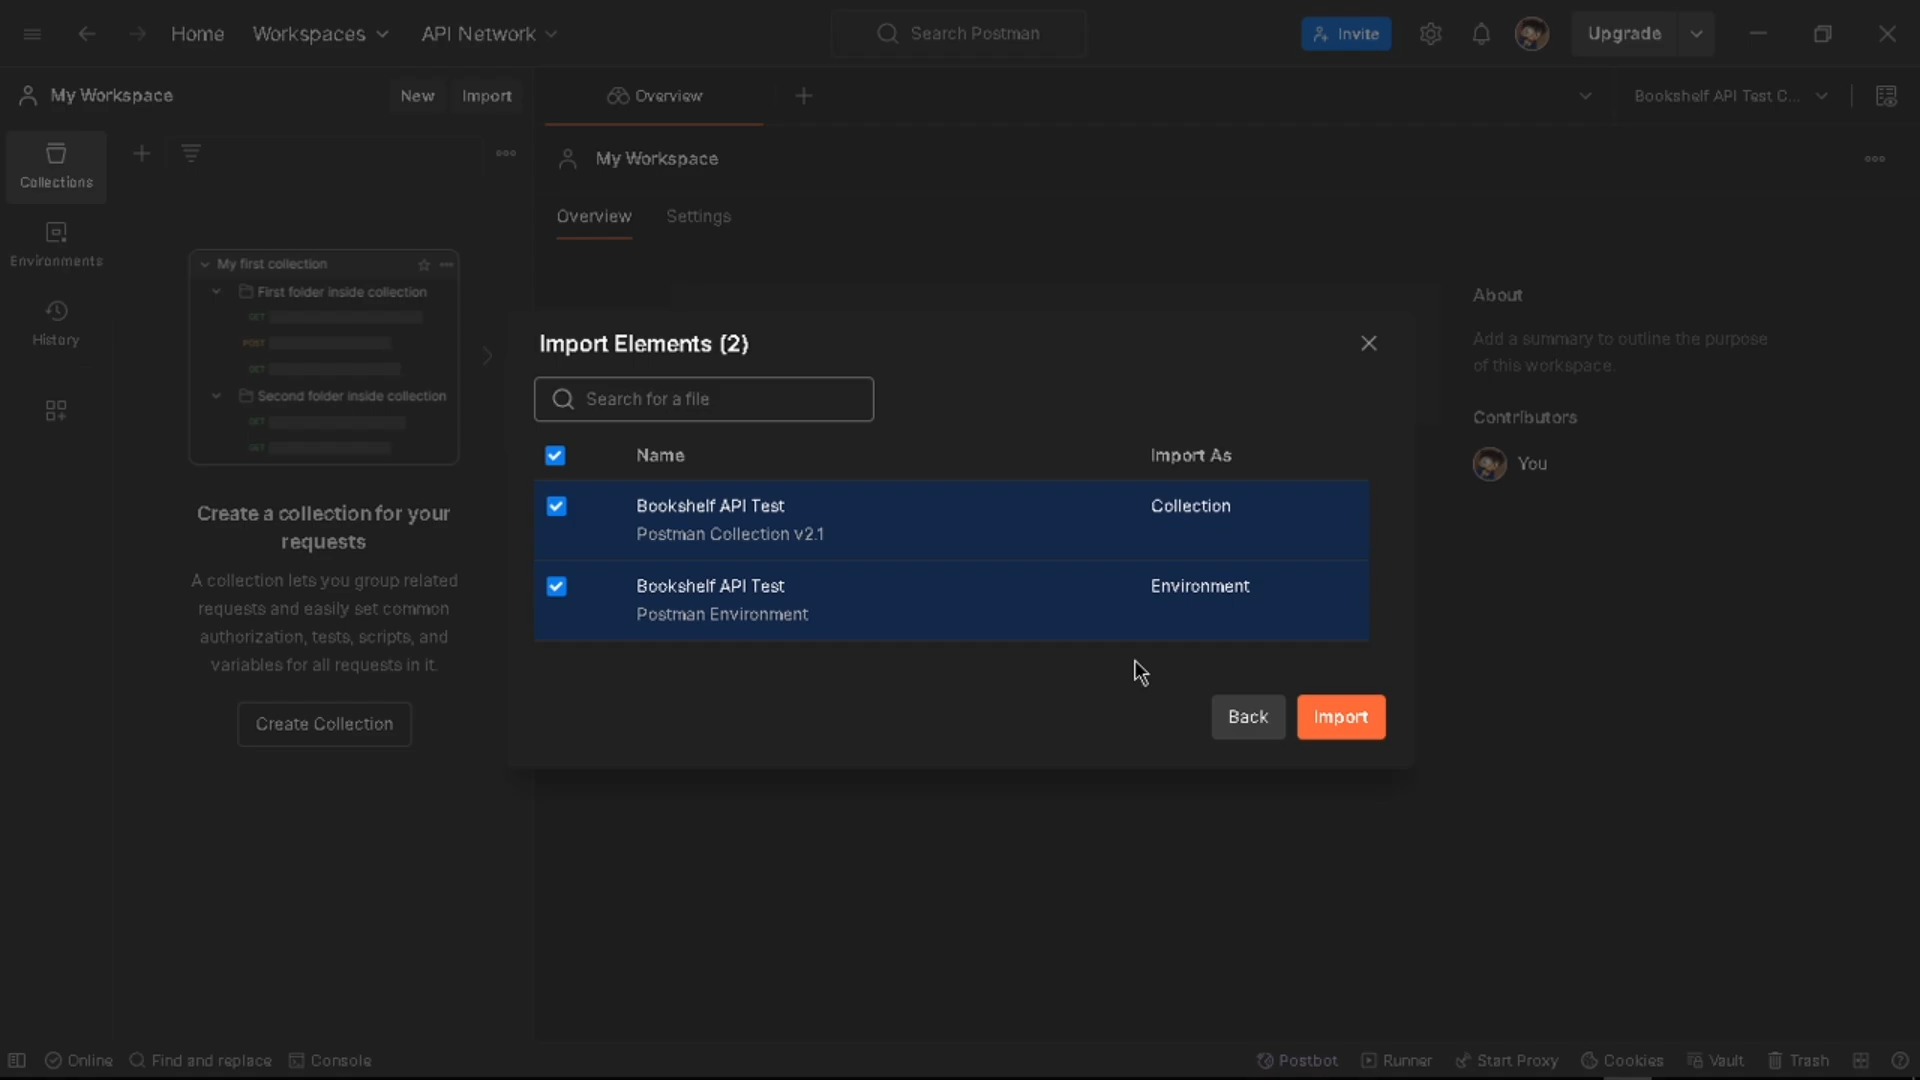 Home
Workspaces
API Network
Search Postman
Invite
Upgrade
My Workspace
New
Import
Overview
Bookshelf API Test C...
Collections
My Workspace
Overview
Settings
Environments
History
My first collection
First folder inside collection
GET
POST
GET
Second folder inside collection
GET
GET
Create a collection for your
requests
A collection lets you group related
requests and easily set common
authorization, tests, scripts, and
variables for all requests in it.
Create Collection
About
Add a summary to outline the purpose
of this workspace.
Contributors
You
Import Elements (2)
Search for a file
Name
Import As
Bookshelf API Test
Collection
Postman Collection v2.1
Bookshelf API Test
Environment
Postman Environment
Back
Import
Online
Find and replace
Console
Postbot
Runner
Start Proxy
Cookies
Vault
Trash